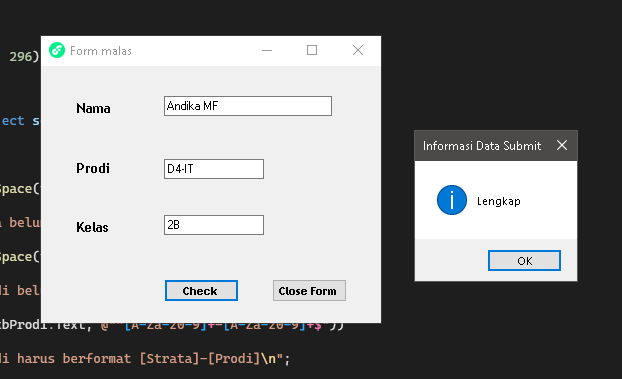 296)
Form malas
ect s
Nama
Andika MF
Informasi Data Submit
Prodi
D4-IT
Space(
Lengkap
a belu
Kelas
2B
Space(
OK
di bel
Check
Close Form
tbProdi.Text, @"^[A-Za-z0-9]+-[A-Za-z0-9]+$"))
di harus berformat [Strata]-[Prodi]\n";